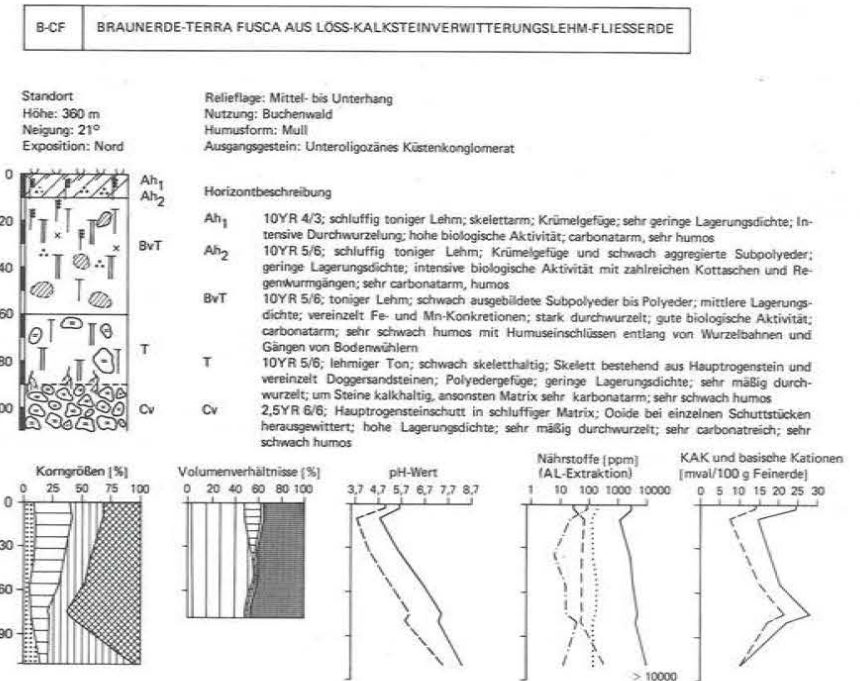 B-CF BRAUNERDE-TERRA FUSCA AUS LÖSS-KALKSTEINVERWITTERUNGSLEHM-FLIESSERDE
Standort
Höhe: 360 m
Neigung: 21°
Exposition: Nord
Relieflage: Mittel- bis Unterhang
Nutzung: Buchenwald
Humusform: Mull
Ausgangsgestein: Unteroligozänes Küstenkonglomerat
0
20
40
60
80
00
Ah1
Ah2
BvT
T
Cv
Horizontbeschreibung
Ah1 10YR 4/3; schluffig toniger Lehm; skelettarm; Krümelgefüge; sehr geringe Lagerungsdichte; In-
tensive Durchwurzelung; hohe biologische Aktivität; carbonatarm, sehr humos
Ah2 10YR 5/6; schluffig toniger Lehm; Krümelgefüge und schwach aggregierte Subpolyeder;
geringe Lagerungsdichte; intensive biologische Aktivität mit zahlreichen Kottaschen und Re-
genwurmgängen; sehr carbonatarm, humos
BvT 10YR 5/6; toniger Lehm; schwach ausgebildete Subpolyeder bis Polyeder; mittlere Lagerungs-
dichte; vereinzelt Fe- und Mn-Konkretionen; stark durchwurzelt; gute biologische Aktivität;
carbonatarm; sehr schwach humos mit Humuseinschlüssen entlang von Wurzelbahnen und
Gängen von Bodenwühlern
T 10YR 5/6; lehmiger Ton; schwach skeletthaltig; Skelett bestehend aus Hauptrogenstein und
vereinzelt Doggersandsteinen; Polyedergefüge; geringe Lagerungsdichte; sehr mäßig durch-
wurzelt; um Steine kalkhaltig, ansonsten Matrix sehr karbonatarm; sehr schwach humos
Cv 2,5YR 6/6; Hauptrogensteinschutt in schluffiger Matrix; Ooide bei einzelnen Schuttstücken
herausgewittert; hohe Lagerungsdichte; sehr mäßig durchwurzelt; sehr carbonatreich; sehr
schwach humos
Korngrößen [%]
0 25 50 75 100
0
30
60
90
Volumenverhältnisse [%]
0 20 40 60 80 100
pH-Wert
3,7 4,7 5,7 6,7 7,7 8,7
Nährstoffe [ppm]
(AL-Extraktion)
1 10 100 1000 10000
> 10000
KAK und basische Kationen
[mval/100 g Feinerde]
0 5 10 15 20 25 30